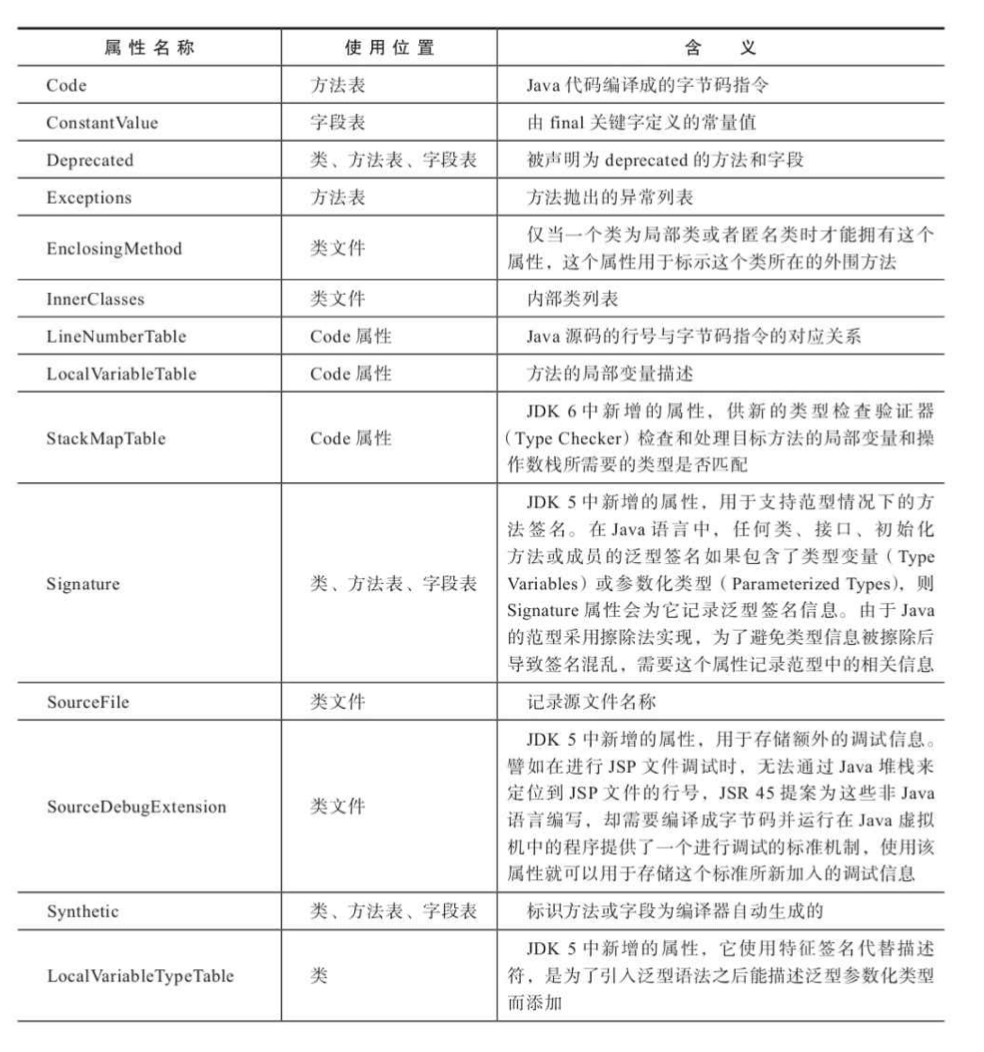 属性名称 使用位置 含 义
Code 方法表 Java 代码编译成的字节码指令
ConstantValue 字段表 由 final 关键字定义的常量值
Deprecated 类、方法表、字段表 被声明为 deprecated 的方法和字段
Exceptions 方法表 方法抛出的异常列表
EnclosingMethod 类文件 仅当一个类为局部类或者匿名类时才能拥有这个
属性，这个属性用于标示这个类所在的外围方法
InnerClasses 类文件 内部类列表
LineNumberTable Code 属性 Java 源码的行号与字节码指令的对应关系
LocalVariableTable Code 属性 方法的局部变量描述
StackMapTable Code 属性 JDK 6 中新增的属性，供新的类型检查验证器
（Type Checker）检查和处理目标方法的局部变量和操
作数栈所需要的类型是否匹配
Signature 类、方法表、字段表 JDK 5 中新增的属性，用于支持范型情况下的方
法签名。在 Java 语言中，任何类、接口、初始化
方法或成员的泛型签名如果包含了类型变量（Type
Variables）或参数化类型（Parameterized Types），则
Signature 属性会为它记录泛型签名信息。由于 Java
的范型采用擦除法实现，为了避免类型信息被擦除后
导致签名混乱，需要这个属性记录范型中的相关信息
SourceFile 类文件 记录源文件名称
SourceDebugExtension 类文件 JDK 5 中新增的属性，用于存储额外的调试信息。
譬如在进行 JSP 文件调试时，无法通过 Java 堆栈来
定位到 JSP 文件的行号，JSR 45 提案为这些非 Java
语言编写，却需要编译成字节码并运行在 Java 虚拟
机中的程序提供了一个进行调试的标准机制，使用该
属性就可以用于存储这个标准所新加入的调试信息
Synthetic 类、方法表、字段表 标识方法或字段为编译器自动生成的
LocalVariableTypeTable 类 JDK 5 中新增的属性，它使用特征签名代替描述
符，是为了引入泛型语法之后能描述泛型参数化类型
而添加